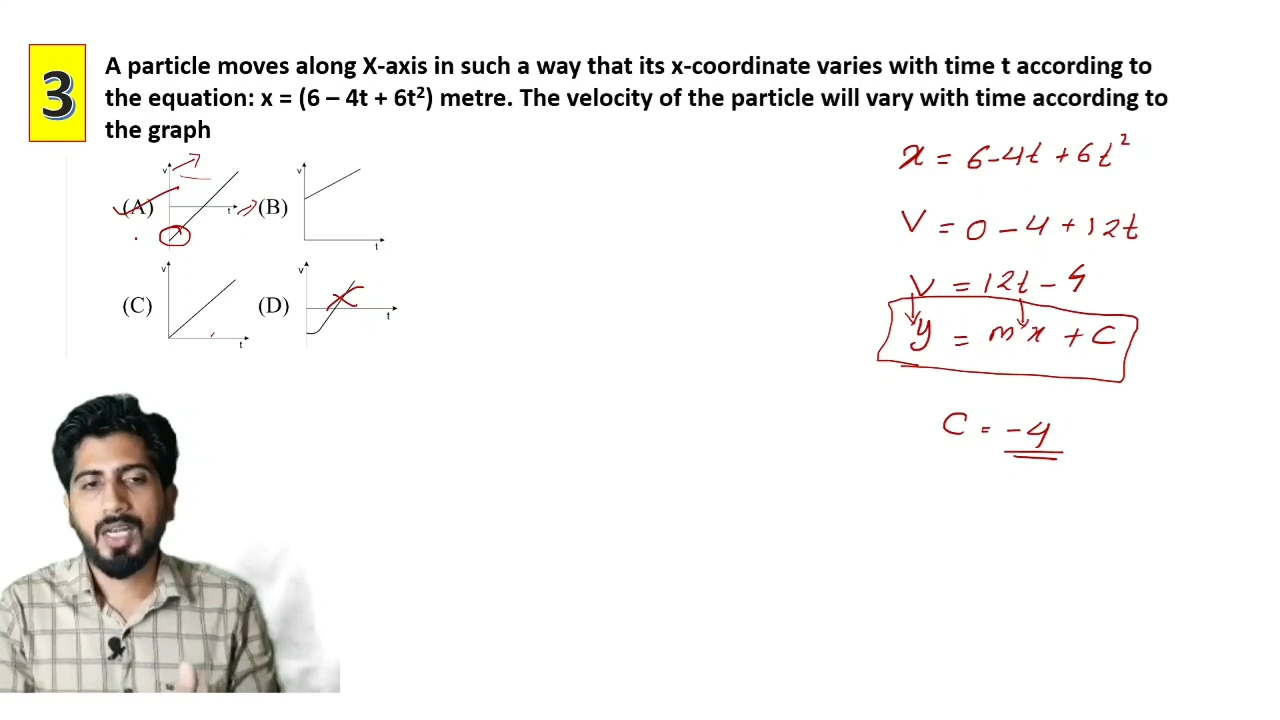 3
A particle moves along X-axis in such a way that its x-coordinate varies with time t according to
the equation: x = (6 – 4t + 6t²) metre. The velocity of the particle will vary with time according to
the graph
v
t
(A)
v
t
(B)
v
t
(C)
v
t
(D)
x = 6-4t +6t²
V = 0 - 4 + 12t
V = 12t - 4
y = mx + C
C = -4